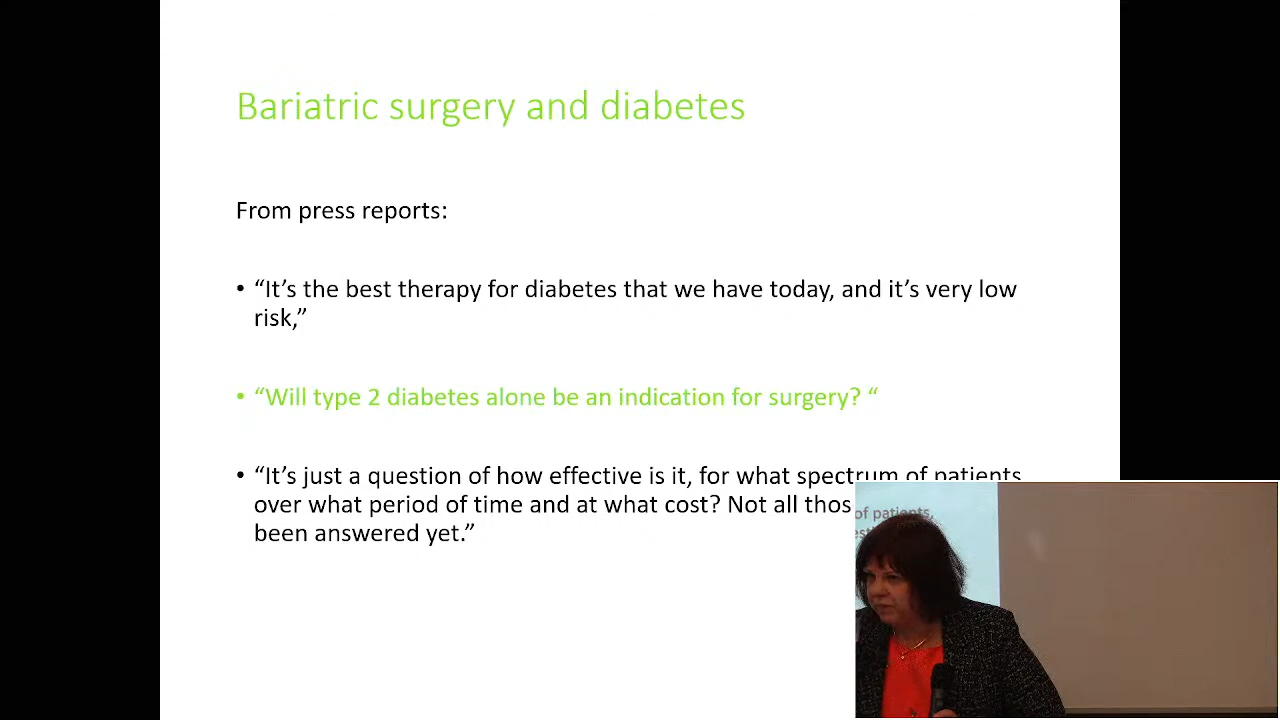 Bariatric surgery and diabetes
From press reports:
• “It’s the best therapy for diabetes that we have today, and it’s very low
risk,”
• “Will type 2 diabetes alone be an indication for surgery? “
• “It’s just a question of how effective is it, for what spectrum of patients
over what period of time and at what cost? Not all thos
been answered yet.”
of patients,